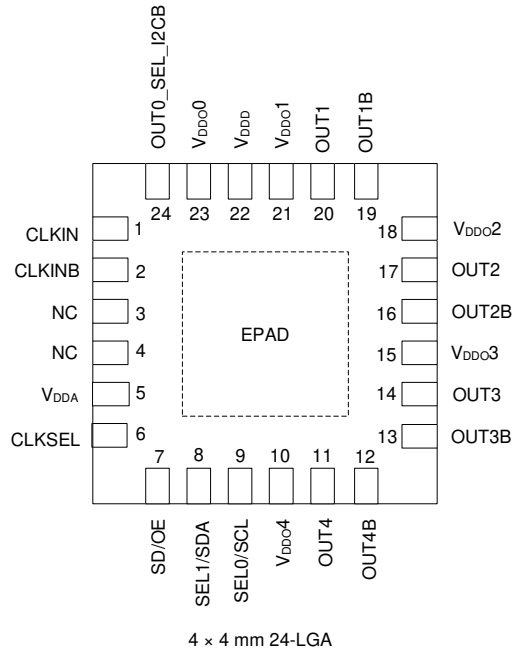 OUT0_SEL_I2CB
VDDO0
VDDD
VDDO1
OUT1
OUT1B
24
23
22
21
20
19
CLKIN
1
CLKINB
2
NC
3
NC
4
VDDA
5
CLKSEL
6
18
VDDO2
17
OUT2
16
OUT2B
15
VDDO3
14
OUT3
13
OUT3B
EPAD
7
8
9
10
11
12
SD/OE
SEL1/SDA
SEL0/SCL
VDDO4
OUT4
OUT4B
4 × 4 mm 24-LGA